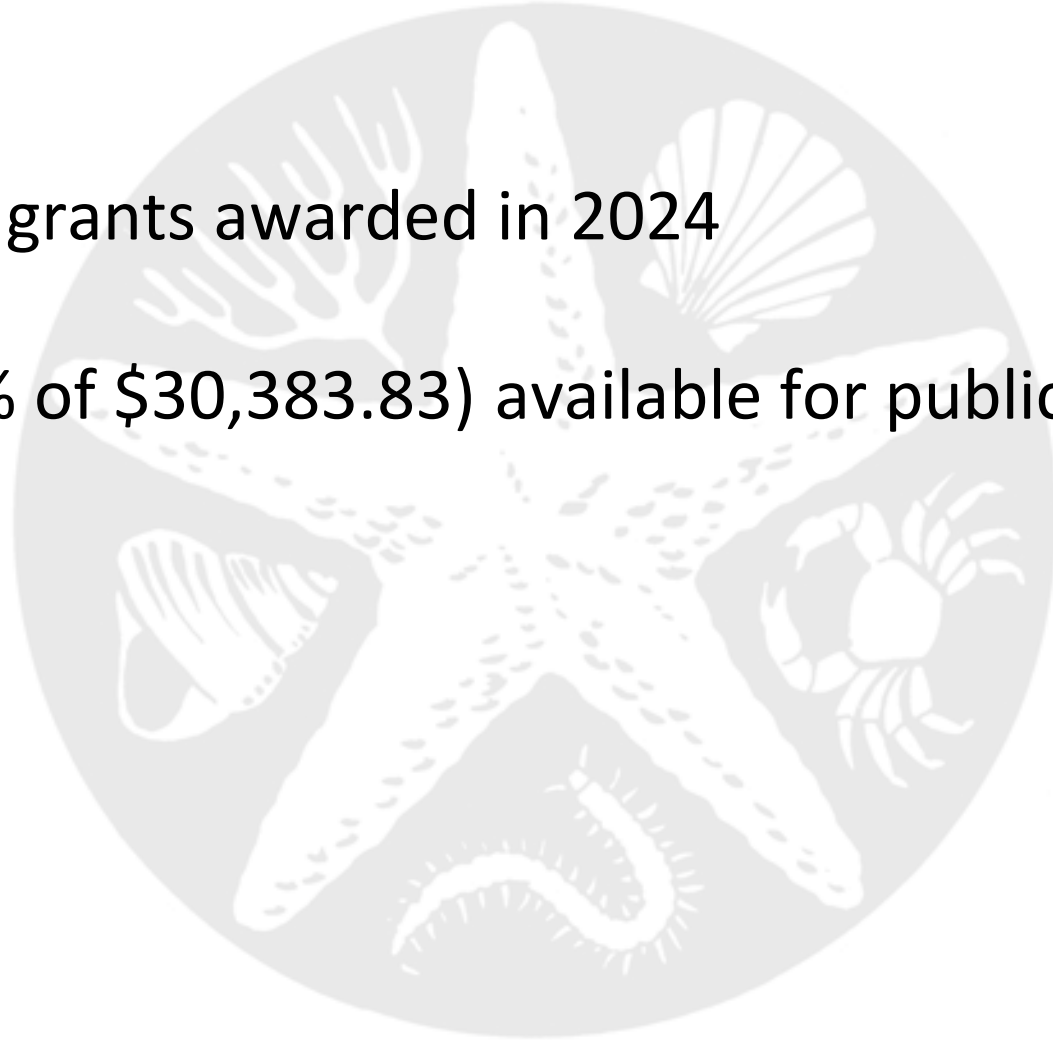 grants awarded in 2024
% of $30,383.83) available for public